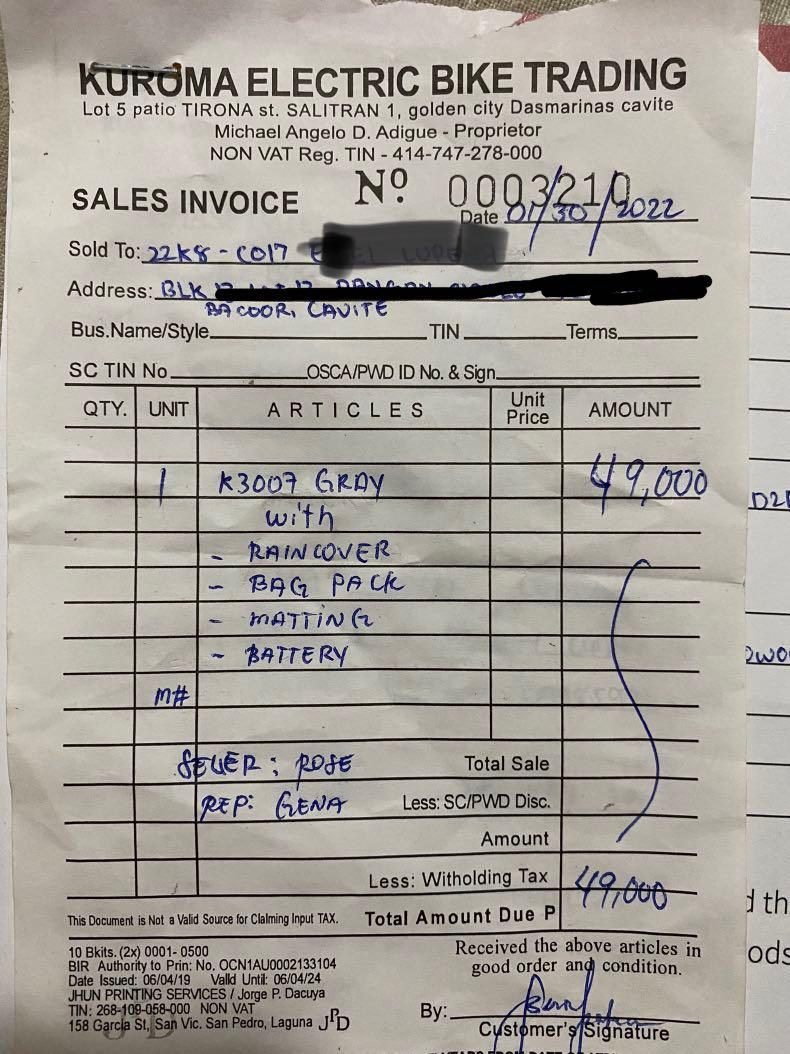 KUROMA ELECTRIC BIKE TRADING
Lot 5 patio TIRONA st. SALITRAN 1, golden city Dasmarinas cavite
Michael Angelo D. Adigue - Proprietor
NON VAT Reg. TIN - 414-747-278-000
SALES INVOICE Nº 0003210
Date 01/30/2022
Sold To: 22K8-C017
Address: BLK
BACOOR, CAVITE
Bus.Name/Style TIN Terms
SC TIN No OSCA/PWD ID No. & Sign
QTY. UNIT ARTICLES Unit Price AMOUNT
1 K3007 GRAY 49,000
with
- RAINCOVER
- BAG PACK
- MATTING
- BATTERY
M#
SELLER: ROSE Total Sale
REP: GENA Less: SC/PWD Disc.
Amount
Less: Witholding Tax 49,000
This Document is Not a Valid Source for Claiming Input TAX. Total Amount Due P
10 Bkits. (2x) 0001- 0500
BIR Authority to Print: No. OCN1AU0002133104
Date Issued: 06/04/19 Valid Until: 06/04/24
JHUN PRINTING SERVICES / Jorge P. Dacuya
TIN: 268-109-058-000 NON VAT
158 Garcia St, San Vic. San Pedro, Laguna JPD
Received the above articles in
good order and condition.
By:
Customer's Signature